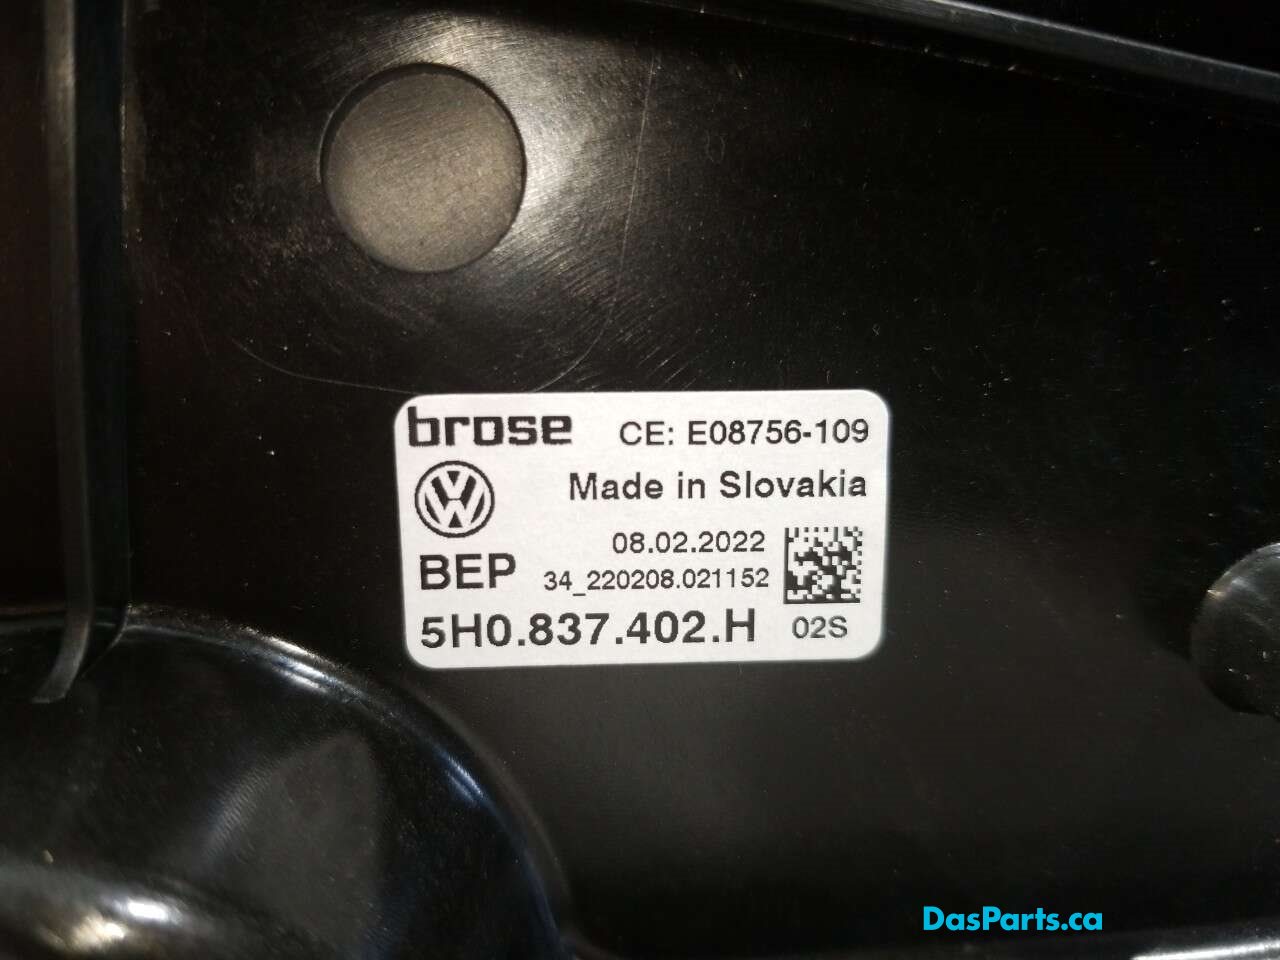 brose CE: E08756-109
Made in Slovakia
08.02.2022
BEP 34_220208.021152
5H0.837.402.H 02S
DasParts.ca